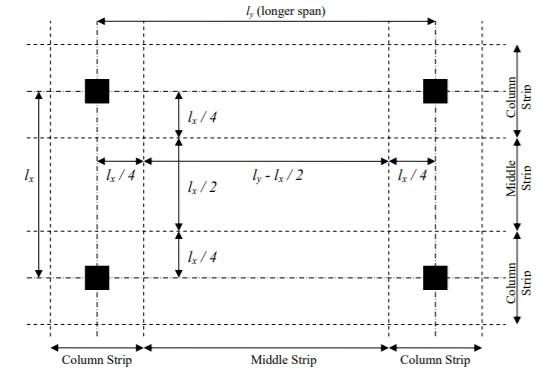 l_y (longer span)
l_x / 4
l_x
l_x / 4
l_y - l_x / 2
l_x / 4
l_x / 2
l_x / 4
Column
Strip
Middle
Strip
Column
Strip
Column Strip
Middle Strip
Column Strip